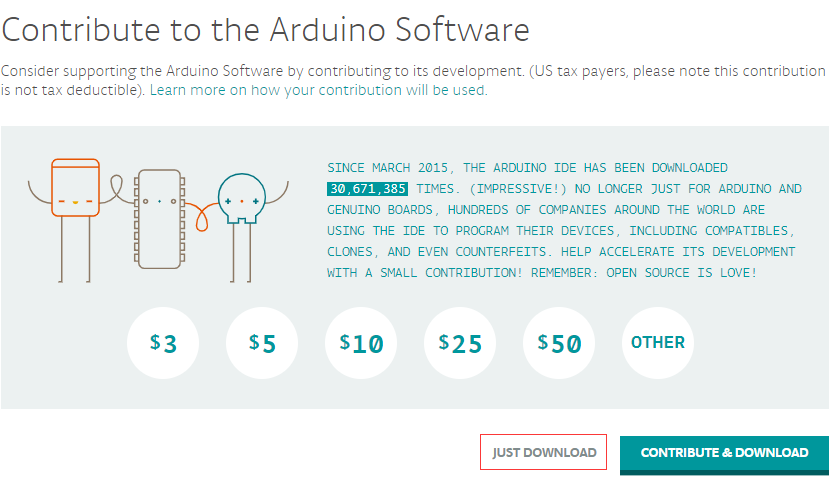 Contribute to the Arduino Software
Consider supporting the Arduino Software by contributing to its development. (US tax payers, please note this contribution
is not tax deductible). Learn more on how your contribution will be used.
SINCE MARCH 2015, THE ARDUINO IDE HAS BEEN DOWNLOADED
30,671,385 TIMES. (IMPRESSIVE!) NO LONGER JUST FOR ARDUINO AND
GENUINO BOARDS, HUNDREDS OF COMPANIES AROUND THE WORLD ARE
USING THE IDE TO PROGRAM THEIR DEVICES, INCLUDING COMPATIBLES,
CLONES, AND EVEN COUNTERFEITS. HELP ACCELERATE ITS DEVELOPMENT
WITH A SMALL CONTRIBUTION! REMEMBER: OPEN SOURCE IS LOVE!
$3 $5 $10 $25 $50 OTHER
JUST DOWNLOAD CONTRIBUTE & DOWNLOAD